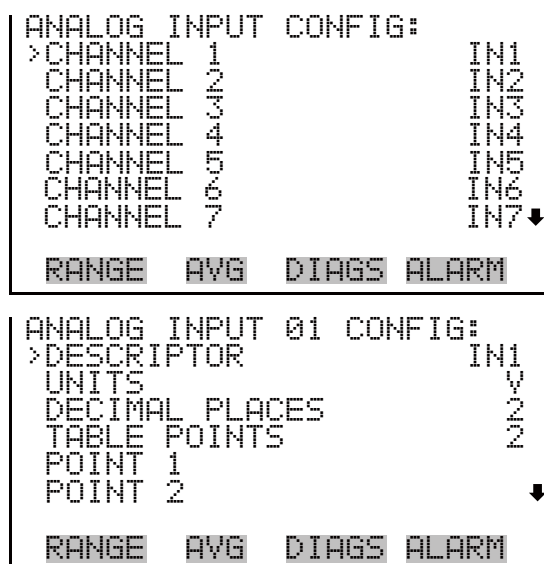 ANALOG INPUT CONFIG:
>CHANNEL 1 IN1
CHANNEL 2 IN2
CHANNEL 3 IN3
CHANNEL 4 IN4
CHANNEL 5 IN5
CHANNEL 6 IN6
CHANNEL 7 IN7
RANGE AVG DIAGS ALARM
ANALOG INPUT 01 CONFIG:
>DESCRIPTOR IN1
UNITS V
DECIMAL PLACES 2
TABLE POINTS 2
POINT 1
POINT 2
RANGE AVG DIAGS ALARM